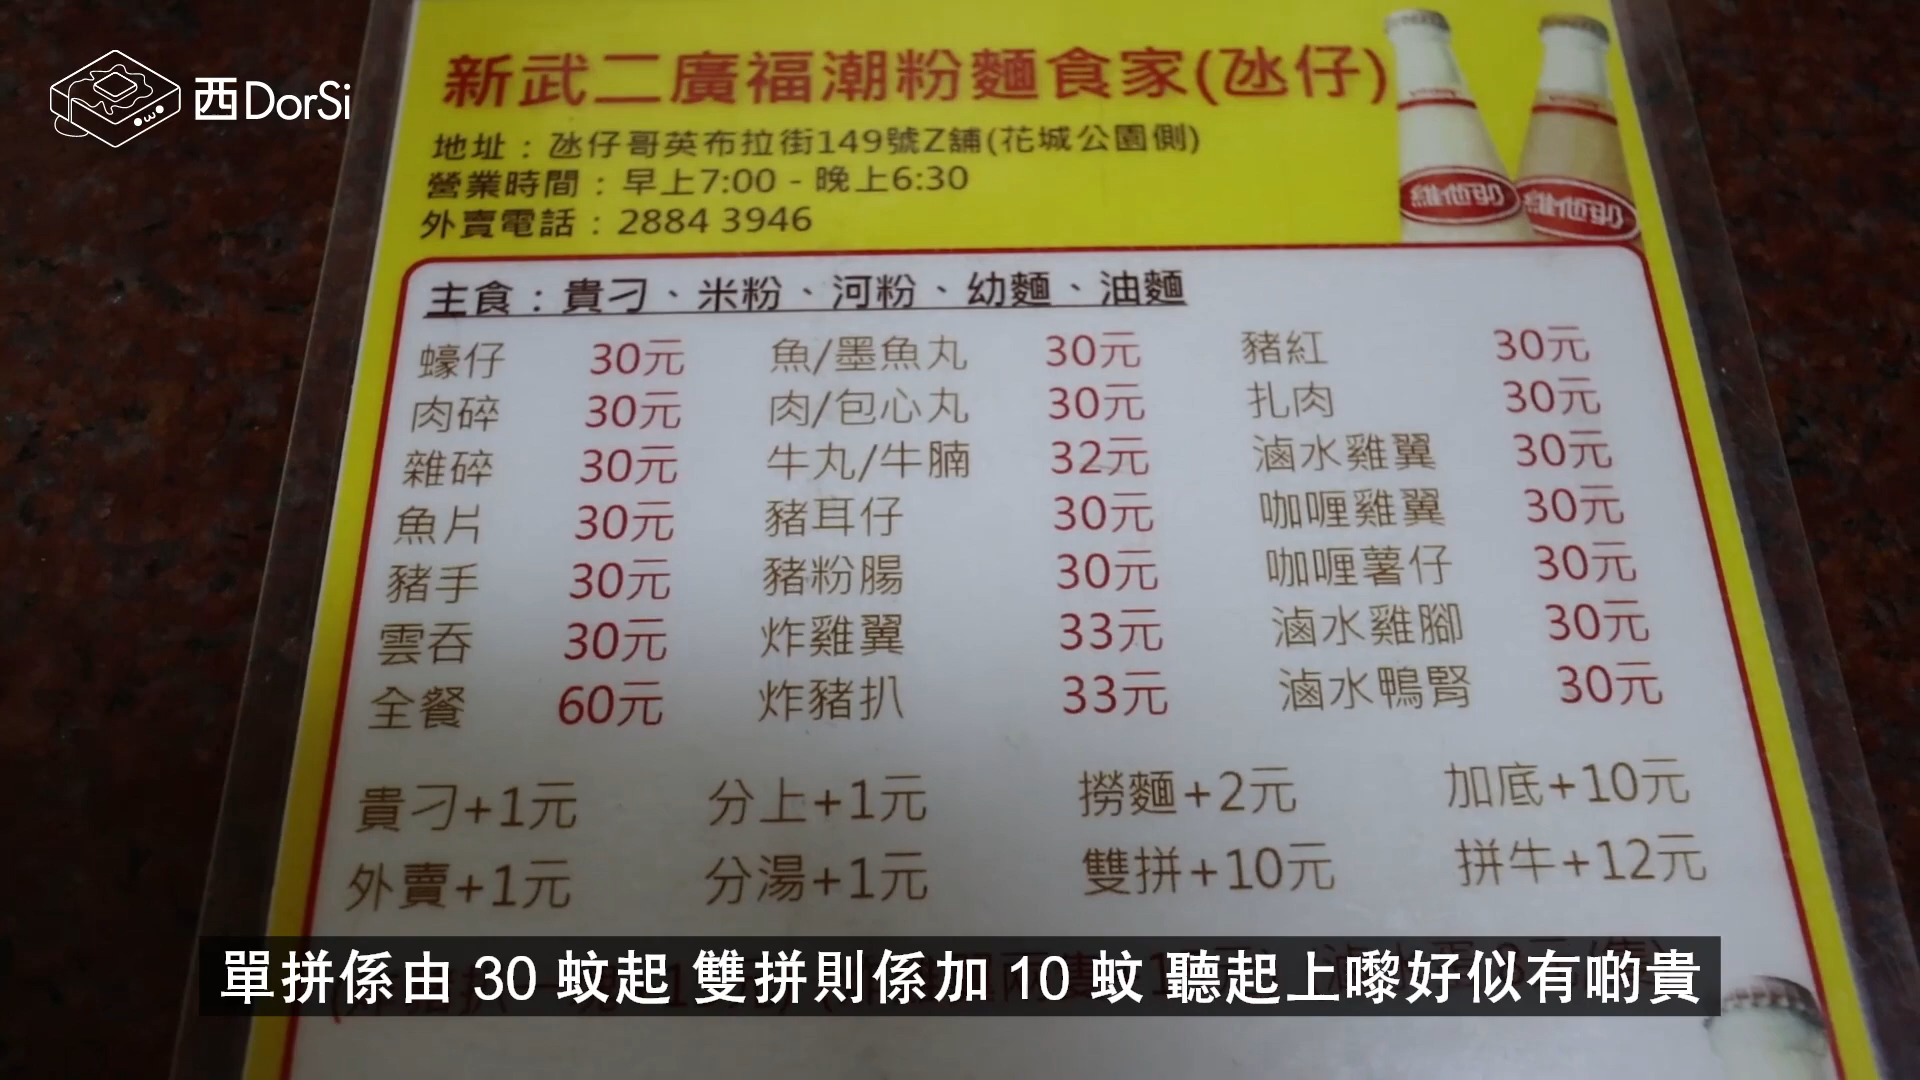 西DorSi
新武二廣福潮粉麵食家(氹仔)
地址：氹仔哥英布拉街149號Z舖(花城公園側)
營業時間：早上7:00 - 晚上6:30
外賣電話：2884 3946
維他奶 維他奶
主食：貴刁、米粉、河粉、幼麵、油麵
蠔仔 30元 魚/墨魚丸 30元 豬紅 30元
肉碎 30元 肉/包心丸 30元 扎肉 30元
雜碎 30元 牛丸/牛腩 32元 滷水雞翼 30元
魚片 30元 豬耳仔 30元 咖喱雞翼 30元
豬手 30元 豬粉腸 30元 咖喱薯仔 30元
雲吞 30元 炸雞翼 33元 滷水雞腳 30元
全餐 60元 炸豬扒 33元 滷水鴨腎 30元
貴刁+1元 分上+1元 撈麵+2元 加底+10元
外賣+1元 分湯+1元 雙拼+10元 拼牛+12元
單拼係由 30 蚊起 雙拼則係加 10 蚊 聽起上嚟好似有啲貴